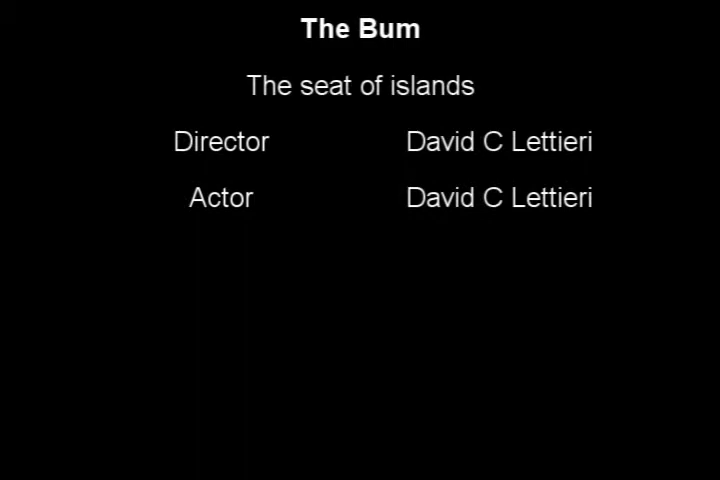 The Bum
The seat of islands
Director David C Lettieri
Actor David C Lettieri